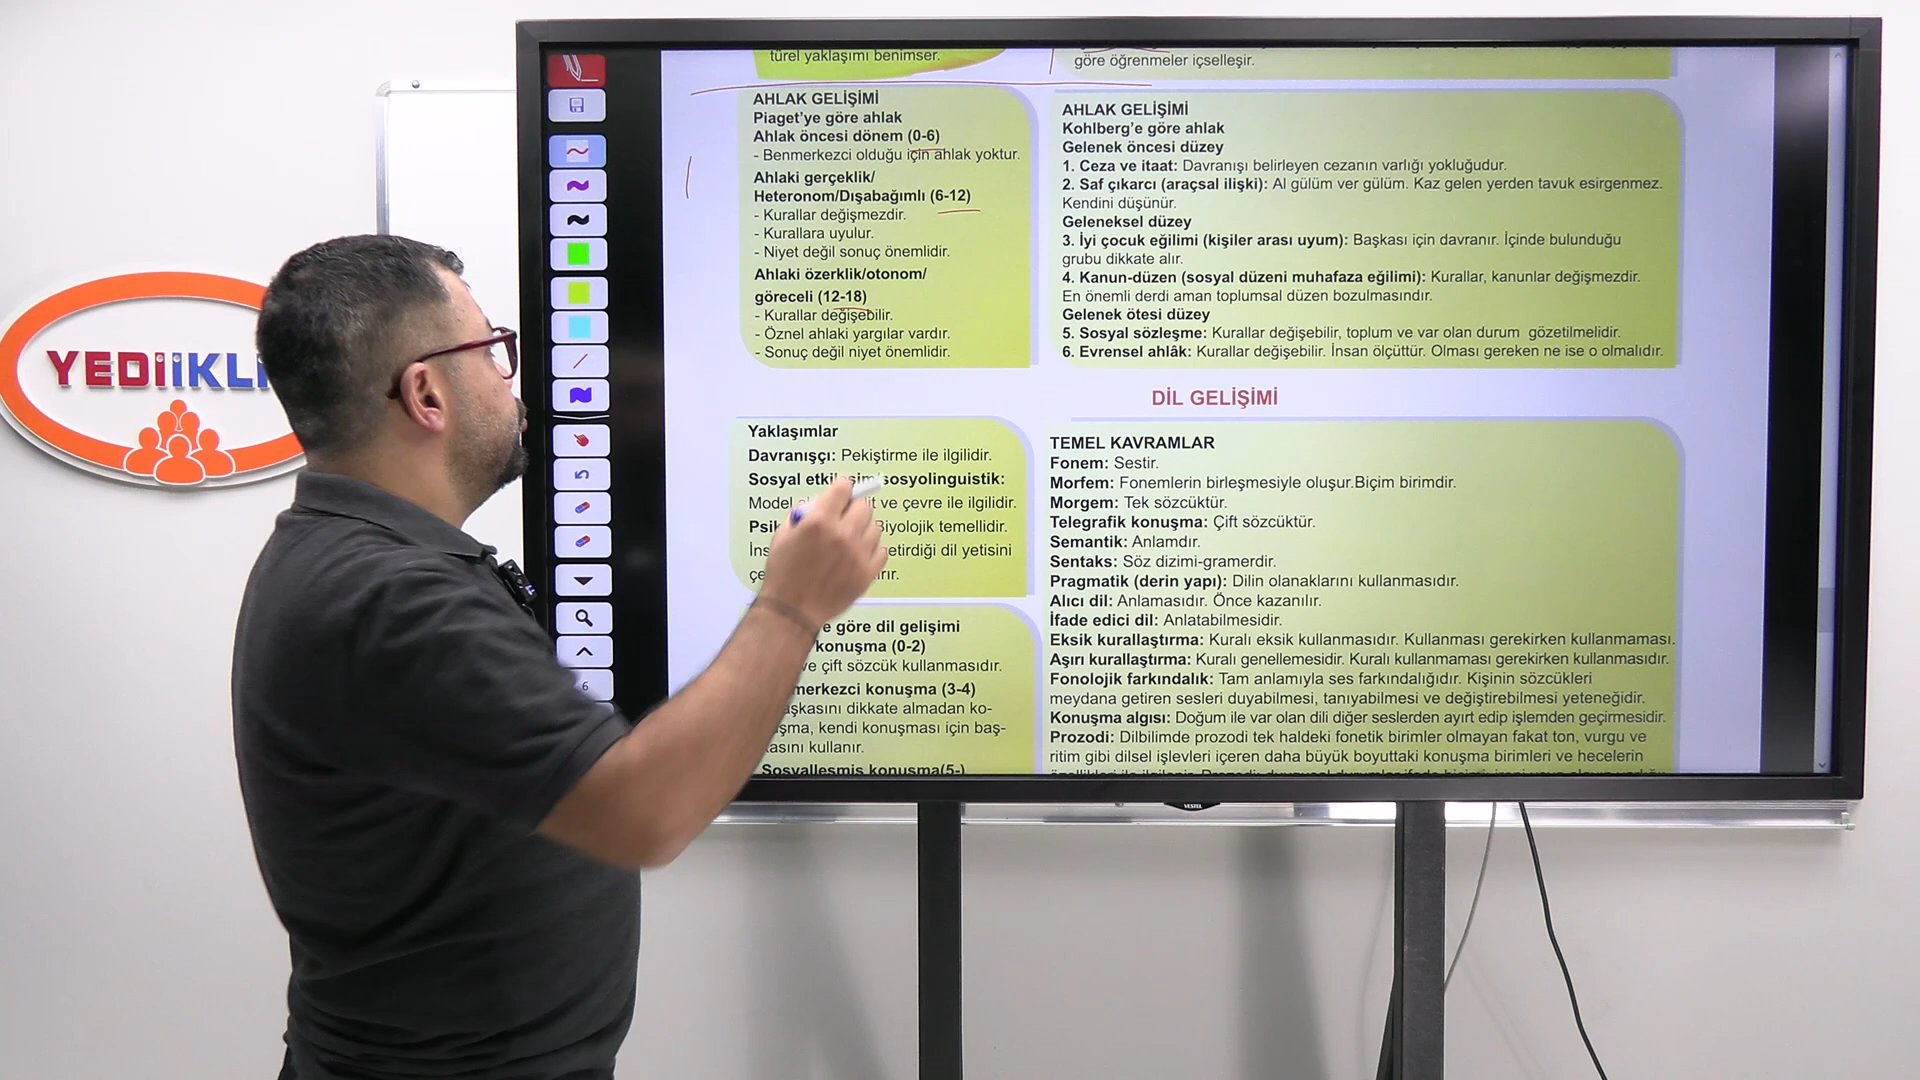 türel yaklaşımı benimser.
göre öğrenmeler içselleşir.
AHLAK GELİŞİMİ
Piaget’ye göre ahlak
Ahlak öncesi dönem (0-6)
- Benmerkezci olduğu için ahlak yoktur.
Ahlaki gerçeklik/
Heteronom/Dışabağımlı (6-12)
- Kurallar değişmezdir.
- Kurallara uyulur.
- Niyet değil sonuç önemlidir.
Ahlaki özerklik/otonom/
göreceli (12-18)
- Kurallar değişebilir.
- Öznel ahlaki yargılar vardır.
- Sonuç değil niyet önemlidir.
AHLAK GELİŞİMİ
Kohlberg’e göre ahlak
Gelenek öncesi düzey
1. Ceza ve itaat: Davranışı belirleyen cezanın varlığı yokluğudur.
2. Saf çıkarcı (araçsal ilişki): Al gülüm ver gülüm. Kaz gelen yerden tavuk esirgenmez.
Kendini düşünür.
Geleneksel düzey
3. İyi çocuk eğilimi (kişiler arası uyum): Başkası için davranır. İçinde bulunduğu
grubu dikkate alır.
4. Kanun-düzen (sosyal düzeni muhafaza eğilimi): Kurallar, kanunlar değişmezdir.
En önemli derdi aman toplumsal düzen bozulmasındır.
Gelenek ötesi düzey
5. Sosyal sözleşme: Kurallar değişebilir, toplum ve var olan durum gözetilmelidir.
6. Evrensel ahlâk: Kurallar değişebilir. İnsan ölçüttür. Olması gereken ne ise o olmalıdır.
DİL GELİŞİMİ
Yaklaşımlar
Davranışçı: Pekiştirme ile ilgilidir.
Sosyal etkileşim/sosyolinguistik:
Model ve çevre ile ilgilidir.
Biyolojik temellidir.
dil yetisini
göre dil gelişimi
konuşma (0-2)
ve çift sözcük kullanmasıdır.
konuşma (3-4)
dikkate almadan ko-
kendi konuşması için baş-
kullanır.
Sosyalleşmiş konuşma(5-)
TEMEL KAVRAMLAR
Fonem: Sestir.
Morfem: Fonemlerin birleşmesiyle oluşur.Biçim birimdir.
Morgem: Tek sözcüktür.
Telegrafik konuşma: Çift sözcüktür.
Semantik: Anlamdır.
Sentaks: Söz dizimi-gramerdir.
Pragmatik (derin yapı): Dilin olanaklarını kullanmasıdır.
Alıcı dil: Anlamasıdır. Önce kazanılır.
İfade edici dil: Anlatabilmesidir.
Eksik kurallaştırma: Kuralı eksik kullanmasıdır. Kullanması gerekirken kullanmaması.
Aşırı kurallaştırma: Kuralı genellemesidir. Kuralı kullanmaması gerekirken kullanmasıdır.
Fonolojik farkındalık: Tam anlamıyla ses farkındalığıdır. Kişinin sözcükleri
meydana getiren sesleri duyabilmesi, tanıyabilmesi ve değiştirebilmesi yeteneğidir.
Konuşma algısı: Doğum ile var olan dili diğer seslerden ayırt edip işlemden geçirmesidir.
Prozodi: Dilbilimde prozodi tek haldeki fonetik birimler olmayan fakat ton, vurgu ve
ritim gibi dilsel işlevleri içeren daha büyük boyuttaki konuşma birimleri ve hecelerin
6
VESTEL